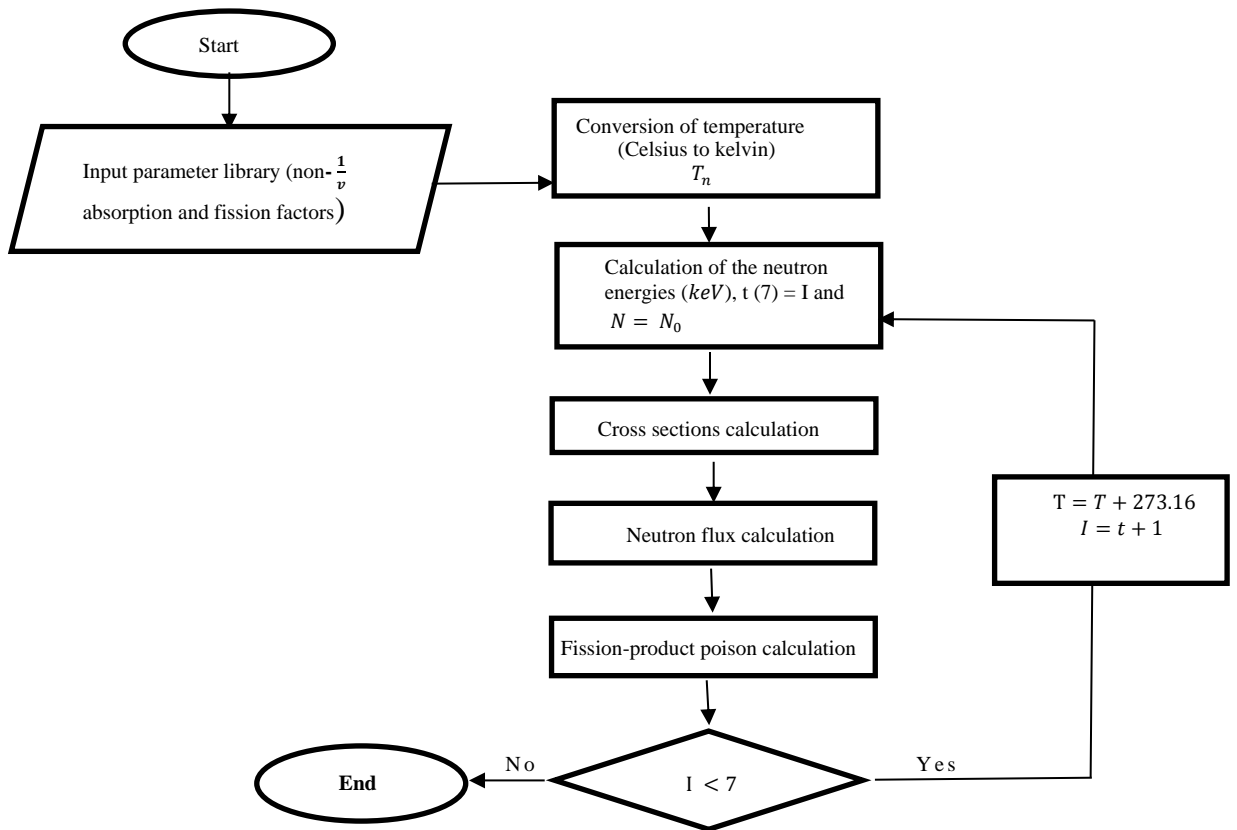 Start
Input parameter library (non-1/v
absorption and fission factors)
Conversion of temperature
(Celsius to kelvin)
Tₙ
Calculation of the neutron
energies (keV), t (7) = I and
N = N₀
Cross sections calculation
Neutron flux calculation
Fission-product poison calculation
T = T + 273.16
I = t + 1
I < 7
No
Yes
End